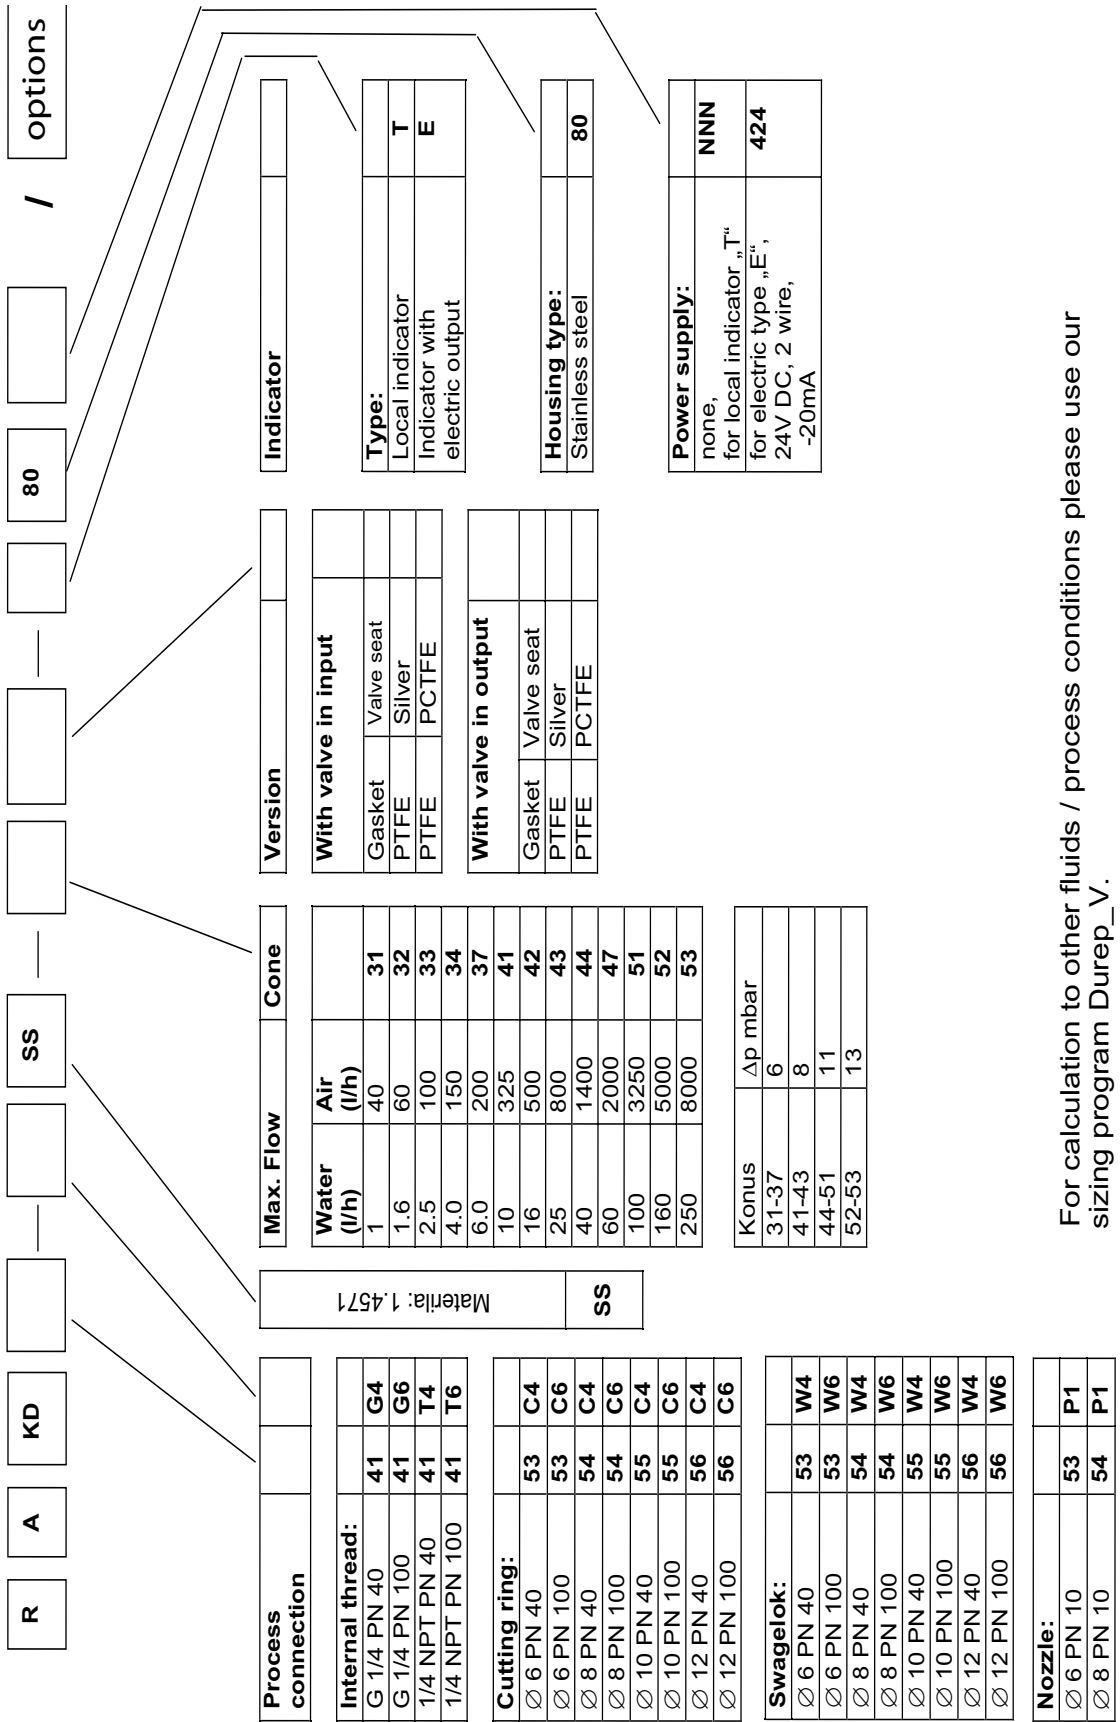 R A KD — SS — — 80 / options
Process
connection
Internal thread:
G 1/4 PN 40 41 G4
G 1/4 PN 100 41 G6
1/4 NPT PN 40 41 T4
1/4 NPT PN 100 41 T6
Cutting ring:
∅ 6 PN 40 53 C4
∅ 6 PN 100 53 C6
∅ 8 PN 40 54 C4
∅ 8 PN 100 54 C6
∅ 10 PN 40 55 C4
∅ 10 PN 100 55 C6
∅ 12 PN 40 56 C4
∅ 12 PN 100 56 C6
Swagelok:
∅ 6 PN 40 53 W4
∅ 6 PN 100 53 W6
∅ 8 PN 40 54 W4
∅ 8 PN 100 54 W6
∅ 10 PN 40 55 W4
∅ 10 PN 100 55 W6
∅ 12 PN 40 56 W4
∅ 12 PN 100 56 W6
Nozzle:
∅ 6 PN 10 53 P1
∅ 8 PN 10 54 P1
Materila: 1.4571
SS
Max. Flow Cone
Water Air
(l/h) (l/h)
1 40 31
1.6 60 32
2.5 100 33
4.0 150 34
6.0 200 37
10 325 41
16 500 42
25 800 43
40 1400 44
60 2000 47
100 3250 51
160 5000 52
250 8000 53
Konus Δp mbar
31-37 6
41-43 8
44-51 11
52-53 13
Version
With valve in input
Gasket Valve seat
PTFE Silver
PTFE PCTFE
With valve in output
Gasket Valve seat
PTFE Silver
PTFE PCTFE
Indicator
Type:
Local indicator T
Indicator with E
electric output
Housing type:
Stainless steel 80
Power supply:
none, NNN
for local indicator „T“
for electric type „E“, 424
24V DC, 2 wire,
-20mA
For calculation to other fluids / process conditions please use our
sizing program Durep_V.